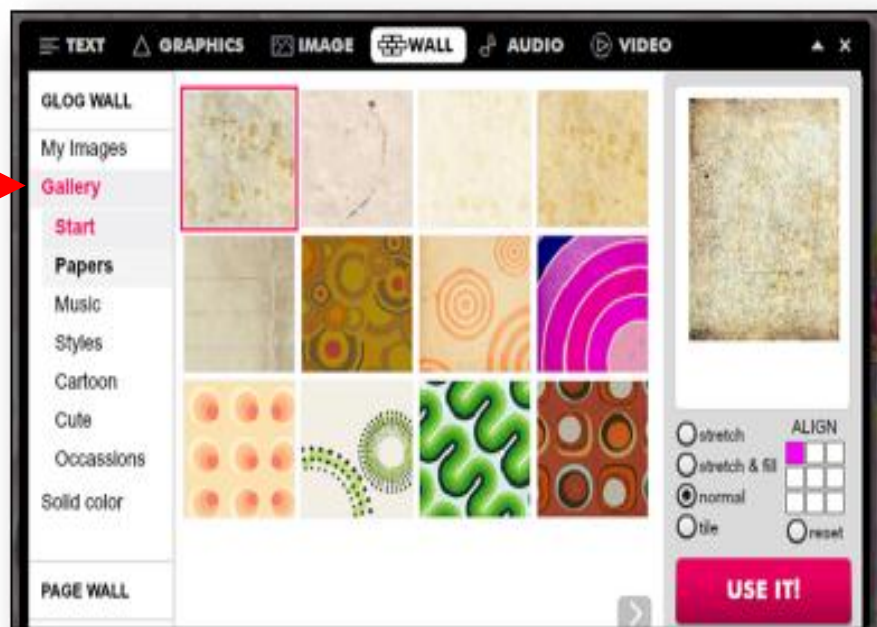 TEXT GRAPHICS IMAGE WALL AUDIO VIDEO
GLOG WALL
My Images
Gallery
Start
Papers
Music
Styles
Cartoon
Cute
Occassions
Solid color
PAGE WALL
stretch
stretch & fill
normal
tile
ALIGN
reset
USE IT!